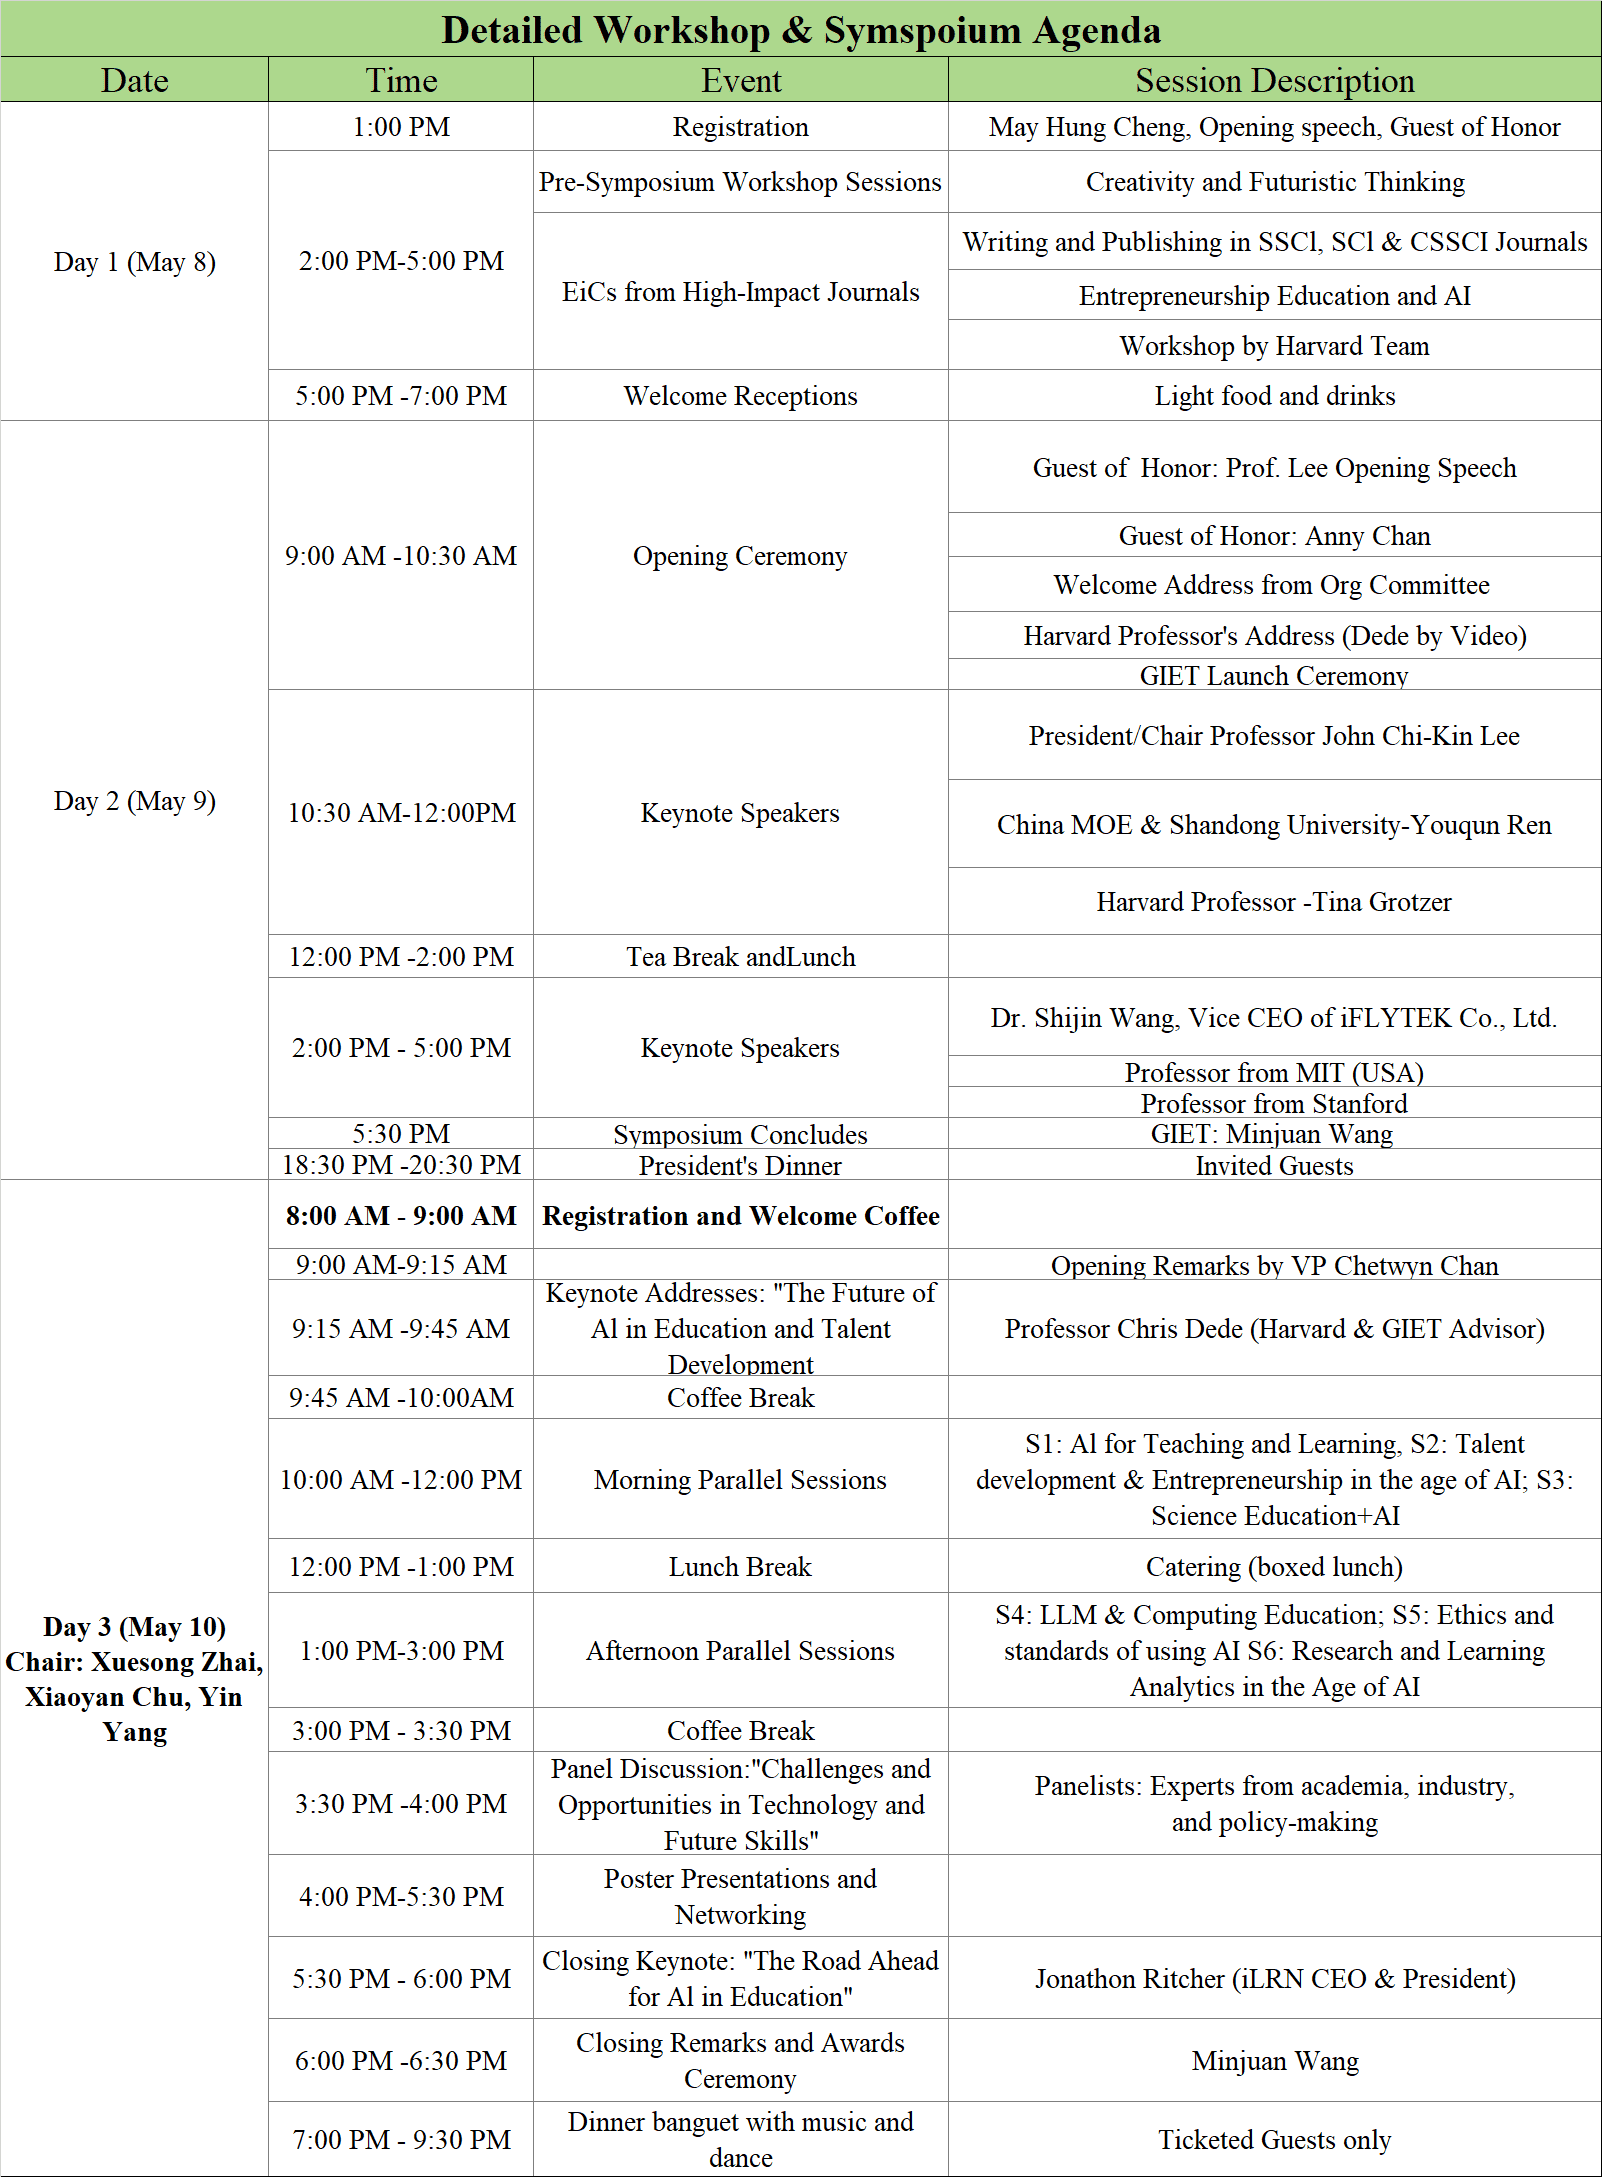 Detailed Workshop & Symspoium Agenda
Date Time Event Session Description
Day 1 (May 8)
1:00 PM Registration May Hung Cheng, Opening speech, Guest of Honor
2:00 PM-5:00 PM
Pre-Symposium Workshop Sessions Creativity and Futuristic Thinking
EiCs from High-Impact Journals
Writing and Publishing in SSCl, SCl & CSSCI Journals
Entrepreneurship Education and AI
Workshop by Harvard Team
5:00 PM -7:00 PM Welcome Receptions Light food and drinks
Day 2 (May 9)
9:00 AM -10:30 AM Opening Ceremony
Guest of  Honor: Prof. Lee Opening Speech
Guest of Honor: Anny Chan
Welcome Address from Org Committee
Harvard Professor's Address (Dede by Video)
GIET Launch Ceremony
10:30 AM-12:00PM Keynote Speakers
President/Chair Professor John Chi-Kin Lee
China MOE & Shandong University-Youqun Ren
Harvard Professor -Tina Grotzer
12:00 PM -2:00 PM Tea Break andLunch
2:00 PM - 5:00 PM Keynote Speakers
Dr. Shijin Wang, Vice CEO of iFLYTEK Co., Ltd.
Professor from MIT (USA)
Professor from Stanford
5:30 PM Symposium Concludes GIET: Minjuan Wang
18:30 PM -20:30 PM President's Dinner Invited Guests
Day 3 (May 10)
Chair: Xuesong Zhai,
Xiaoyan Chu, Yin
Yang
8:00 AM - 9:00 AM Registration and Welcome Coffee
9:00 AM-9:15 AM Opening Remarks by VP Chetwyn Chan
9:15 AM -9:45 AM
Keynote Addresses: "The Future of
Al in Education and Talent
Development
Professor Chris Dede (Harvard & GIET Advisor)
9:45 AM -10:00AM Coffee Break
10:00 AM -12:00 PM Morning Parallel Sessions
S1: Al for Teaching and Learning, S2: Talent
development & Entrepreneurship in the age of AI; S3:
Science Education+AI
12:00 PM -1:00 PM Lunch Break Catering (boxed lunch)
1:00 PM-3:00 PM Afternoon Parallel Sessions
S4: LLM & Computing Education; S5: Ethics and
standards of using AI S6: Research and Learning
Analytics in the Age of AI
3:00 PM - 3:30 PM Coffee Break
3:30 PM -4:00 PM
Panel Discussion:"Challenges and
Opportunities in Technology and
Future Skills"
Panelists: Experts from academia, industry,
and policy-making
4:00 PM-5:30 PM
Poster Presentations and
Networking
5:30 PM - 6:00 PM
Closing Keynote: "The Road Ahead
for Al in Education"
Jonathon Ritcher (iLRN CEO & President)
6:00 PM -6:30 PM
Closing Remarks and Awards
Ceremony
Minjuan Wang
7:00 PM - 9:30 PM
Dinner banguet with music and
dance
Ticketed Guests only